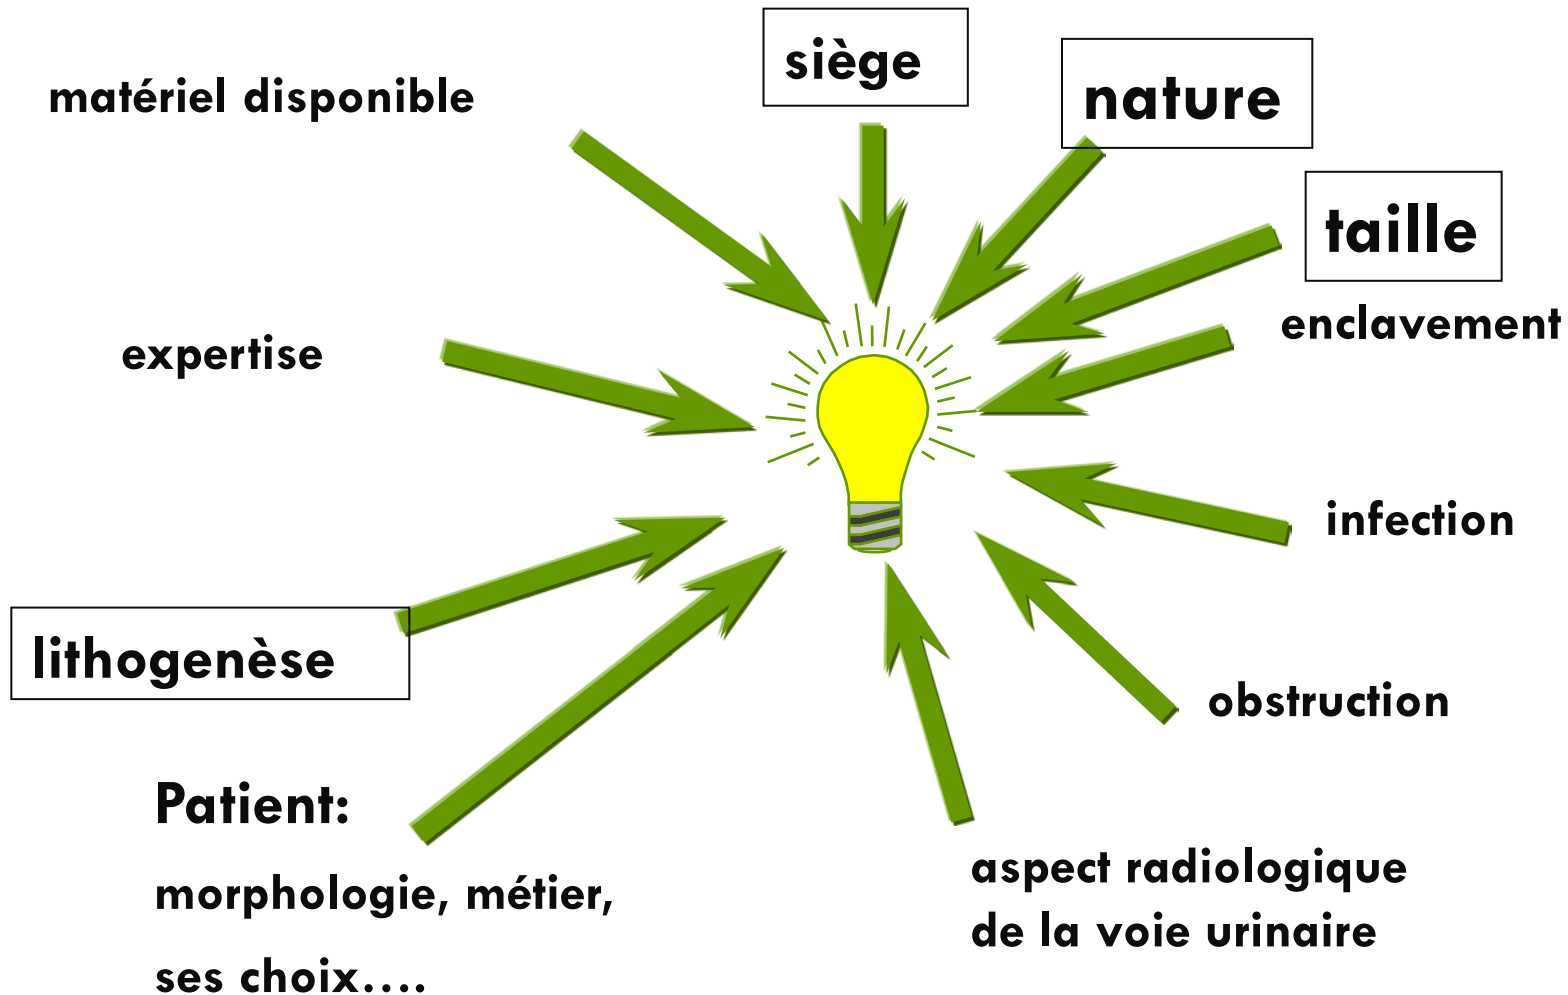 siège
nature
matériel disponible
taille
enclavement
expertise
infection
lithogenèse
obstruction
Patient:
morphologie, métier,
ses choix....
aspect radiologique
de la voie urinaire